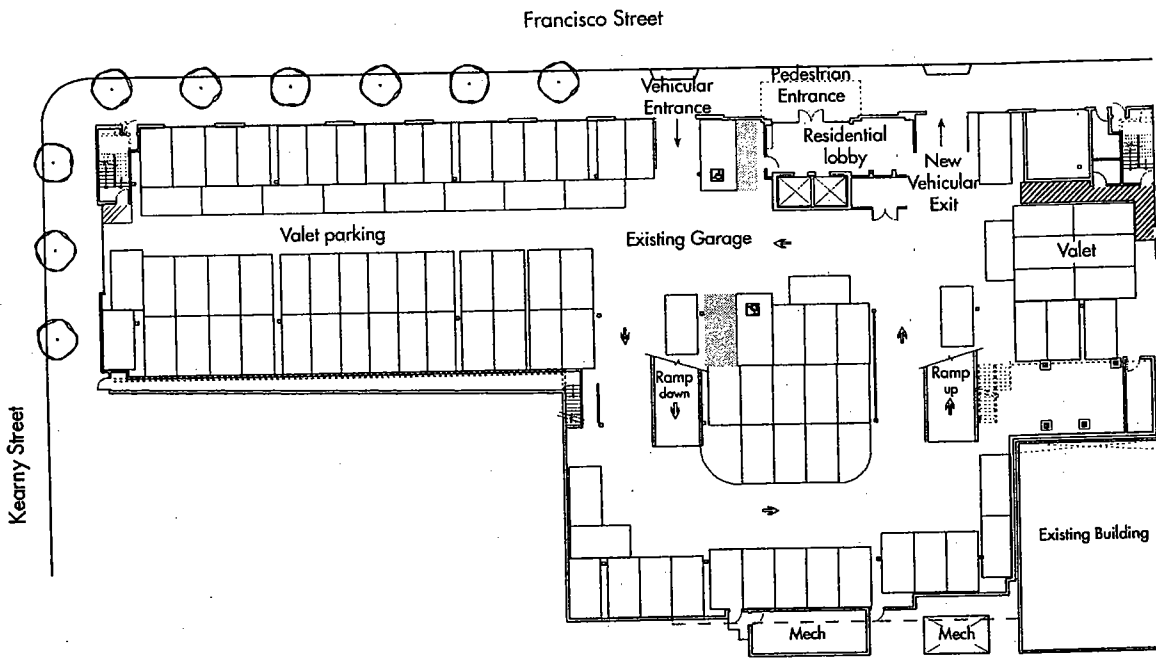 Francisco Street
Vehicular
Entrance
Pedestrian
Entrance
Residential
lobby
New
Vehicular
Exit
Valet parking
Existing Garage
Valet
Ramp
down
Ramp
up
Kearny Street
Existing Building
Mech
Mech